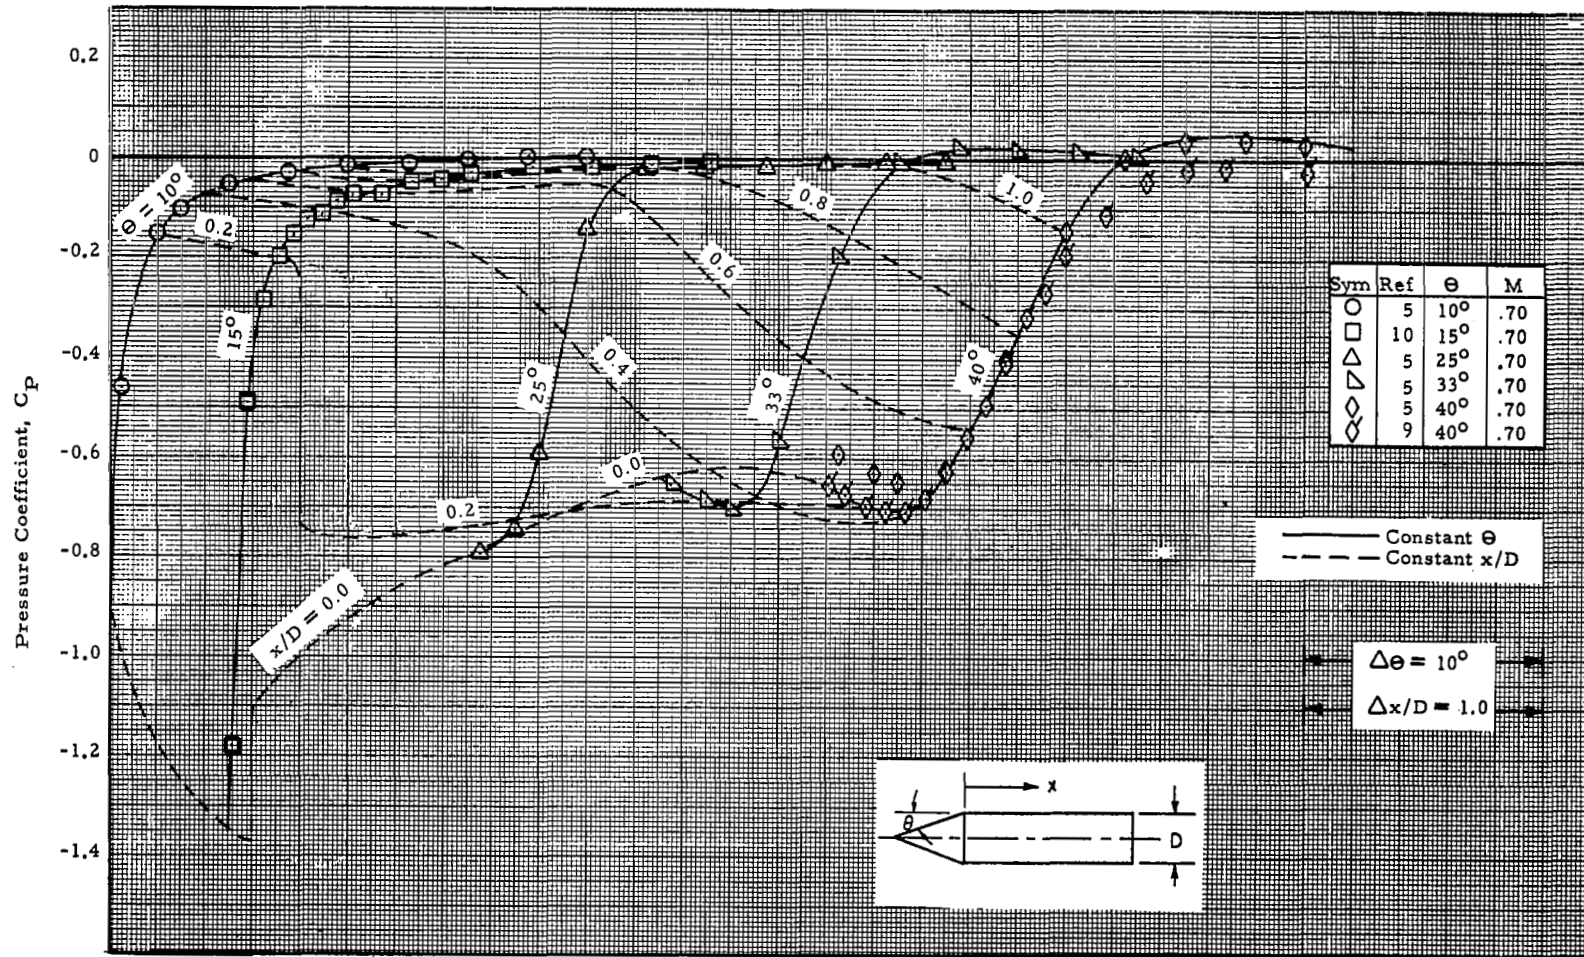 0.2
0
-0.2
-0.4
-0.6
-0.8
-1.0
-1.2
-1.4
Pressure Coefficient, Cp
Θ = 10°
0.2
15°
0.8
1.0
0.6
0.4
25°
33°
40°
0.0
0.2
x/D = 0.0
Sym Ref Θ M
5 10° .70
10 15° .70
5 25° .70
5 33° .70
5 40° .70
9 40° .70
Constant Θ
Constant x/D
ΔΘ = 10°
Δx/D = 1.0
x
θ
D